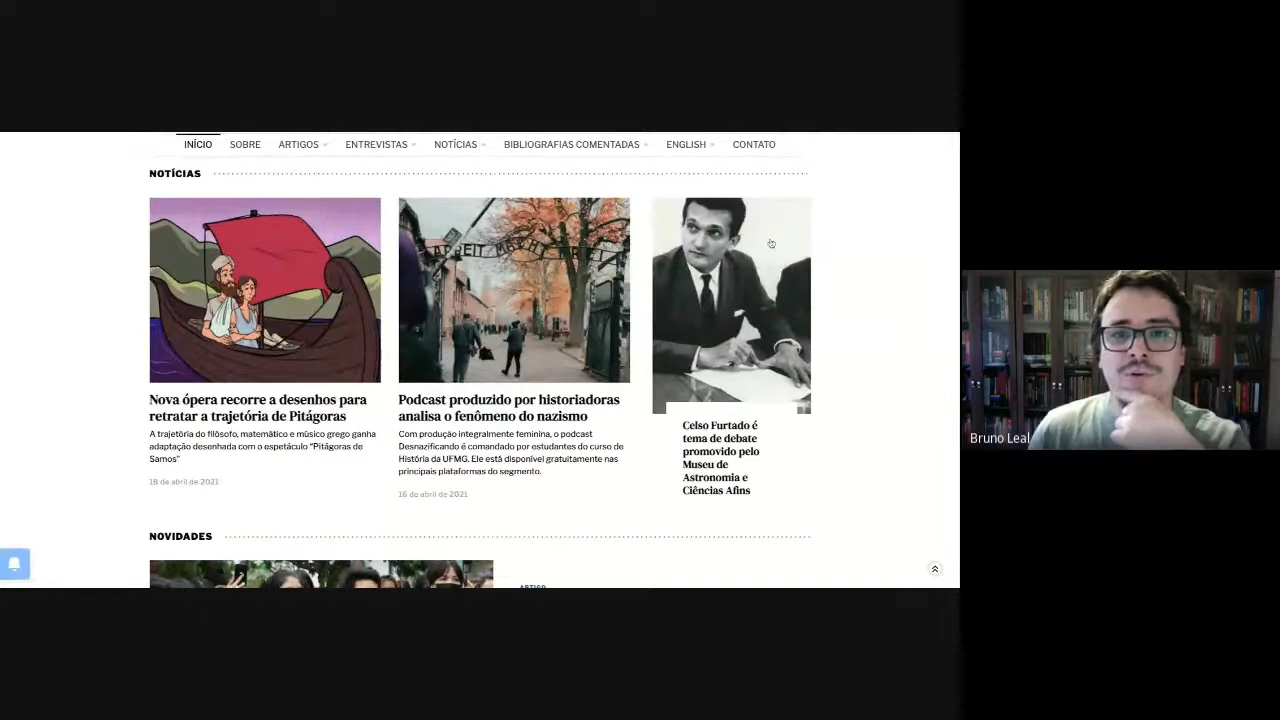 INÍCIO SOBRE ARTIGOS ENTREVISTAS NOTÍCIAS BIBLIOGRAFIAS COMENTADAS ENGLISH CONTATO
NOTÍCIAS
ARBEIT MACHT FREI
Nova ópera recorre a desenhos para
retratar a trajetória de Pitágoras
A trajetória do filósofo, matemático e músico grego ganha
adaptação desenhada com o espetáculo "Pitágoras de
Samos"
18 de abril de 2021
Podcast produzido por historiadoras
analisa o fenômeno do nazismo
Com produção integralmente feminina, o podcast
Desnazificando é comandado por estudantes do curso de
História da UFMG. Ele está disponível gratuitamente nas
principais plataformas do segmento.
16 de abril de 2021
Celso Furtado é
tema de debate
promovido pelo
Museu de
Astronomia e
Ciências Afins
NOVIDADES
ARTIGO
Bruno Leal